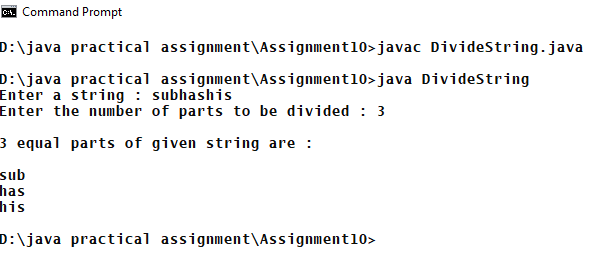 Command Prompt
D:\java practical assignment\Assignment10>javac DivideString.java
D:\java practical assignment\Assignment10>java DivideString
Enter a string : subhashis
Enter the number of parts to be divided : 3
3 equal parts of given string are :
sub
has
his
D:\java practical assignment\Assignment10>